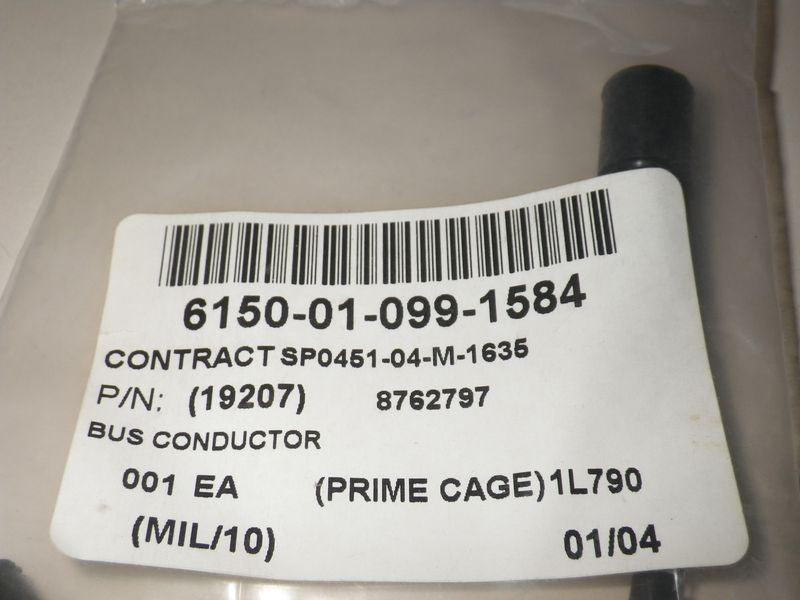 6150-01-099-1584
CONTRACT SP0451-04-M-1635
P/N: (19207) 8762797
BUS CONDUCTOR
001 EA (PRIME CAGE) 1L790
(MIL/10) 01/04